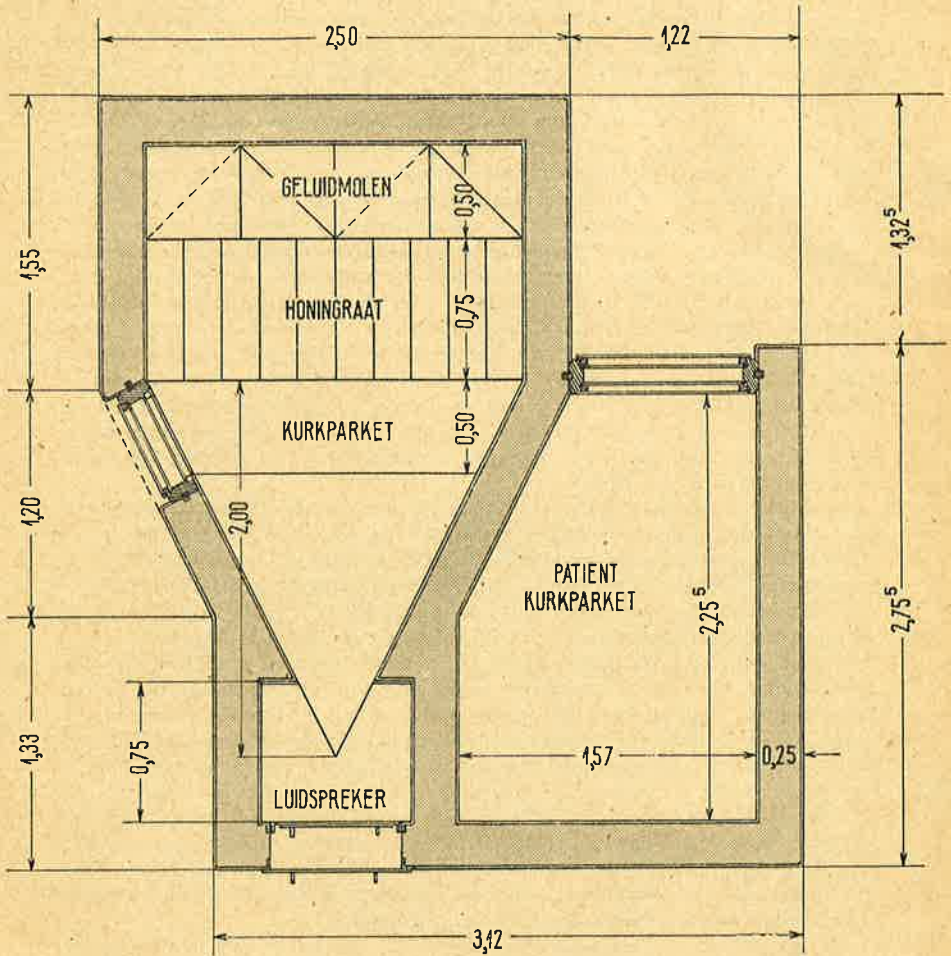 2,50
1,22
GELUIDMOLEN
0,50
1,32⁵
1,55
HONINGRAAT
0,75
KURKPARKET
0,50
1,20
2,00
PATIENT
KURKPARKET
2,25⁵
2,75⁵
1,33
0,75
1,57
0,25
LUIDSPREKER
3,12